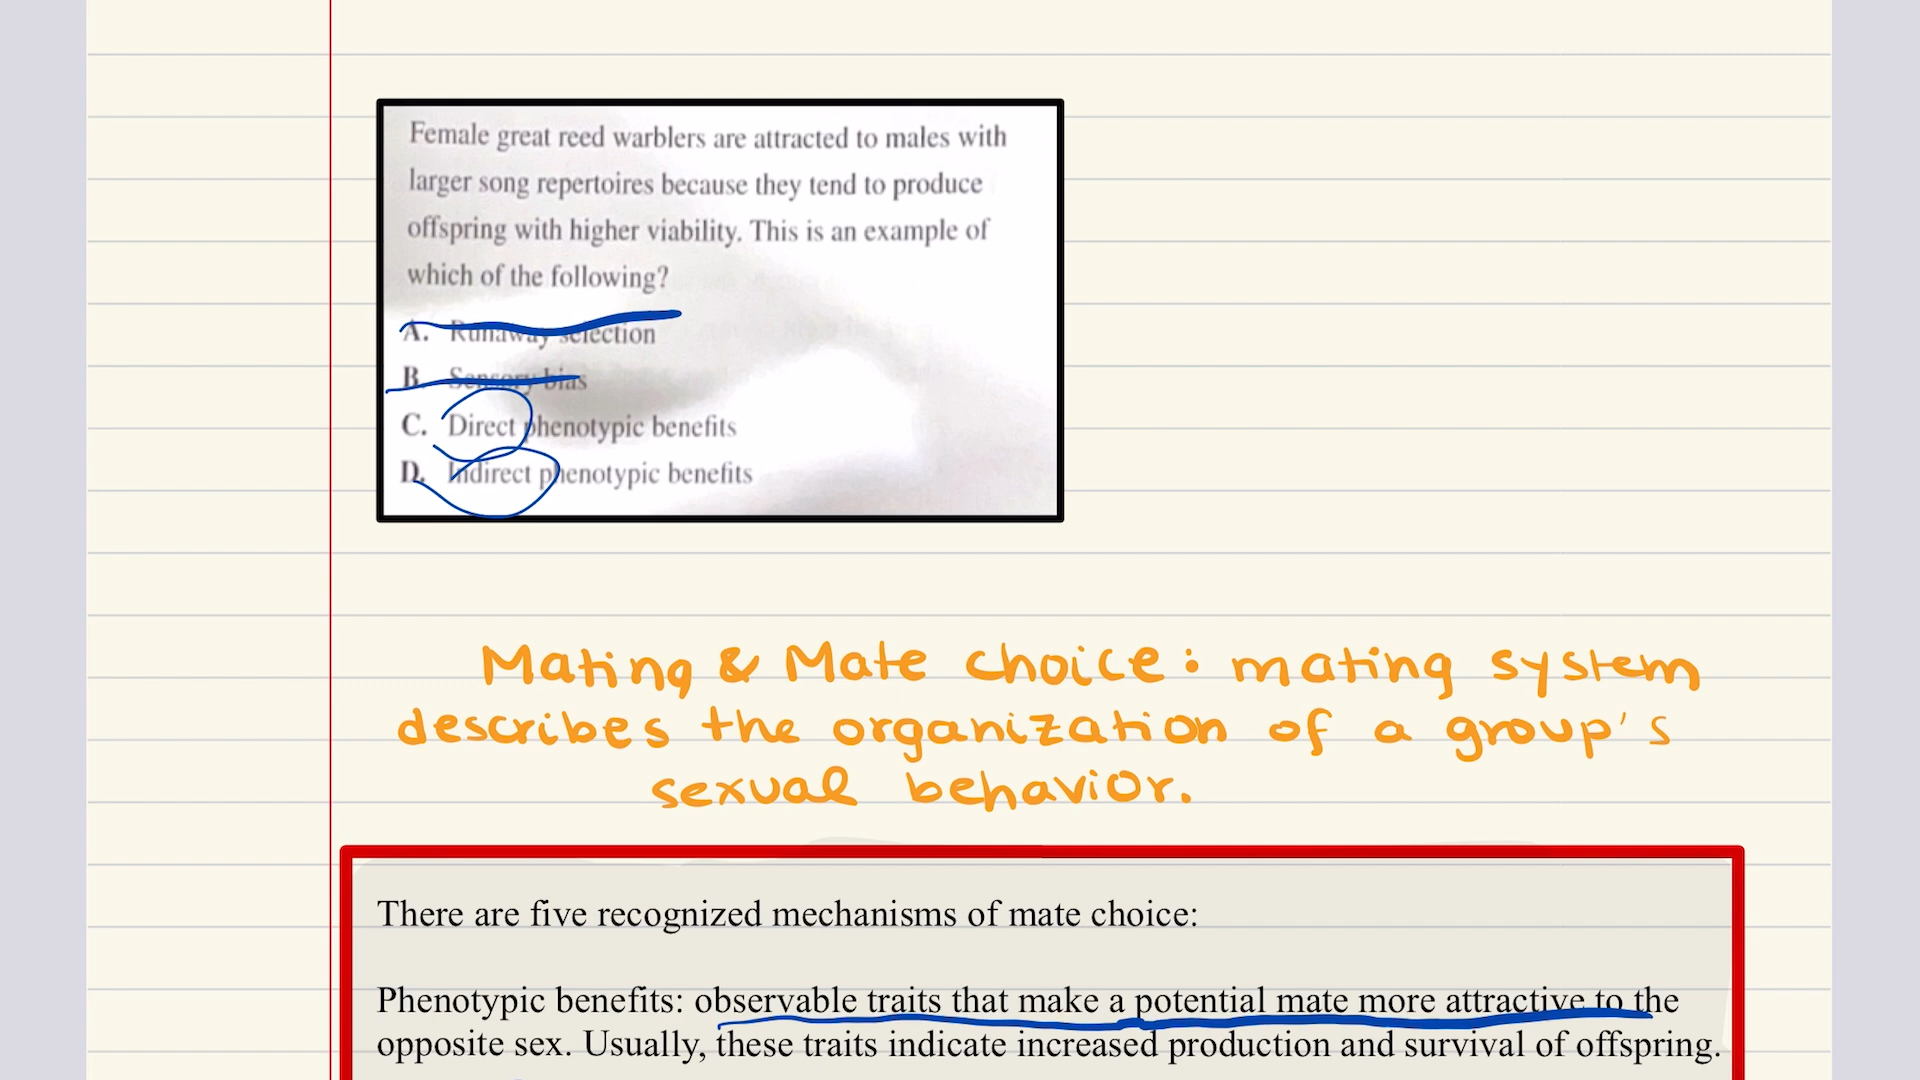 Female great reed warblers are attracted to males with
larger song repertoires because they tend to produce
offspring with higher viability. This is an example of
which of the following?
A. Runaway selection
B. Sensory bias
C. Direct phenotypic benefits
D. Indirect phenotypic benefits
Mating & Mate choice: mating system
describes the organization of a group's
sexual behavior.
There are five recognized mechanisms of mate choice:
Phenotypic benefits: observable traits that make a potential mate more attractive to the
opposite sex. Usually, these traits indicate increased production and survival of offspring.